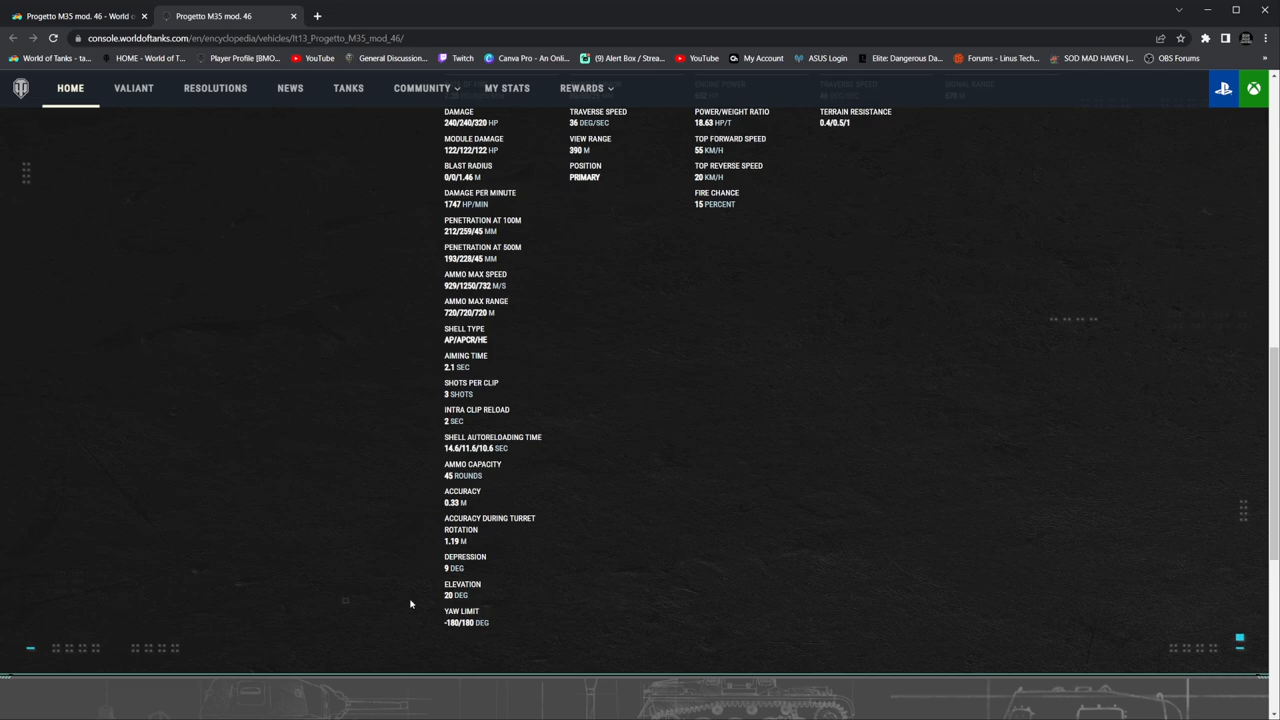 Progetto M35 mod. 46 - World o
Progetto M35 mod. 46
console.worldoftanks.com/en/encyclopedia/vehicles/It13_Progetto_M35_mod_46/
World of Tanks - ta...
HOME - World of T...
Player Profile [BMO...
YouTube
General Discussion...
Twitch
Canva Pro - An Onli...
(9) Alert Box / Strea...
YouTube
My Account
ASUS Login
Elite: Dangerous Da...
Forums - Linus Tech...
SOD MAD HAVEN |...
OBS Forums
HOME
VALIANT
RESOLUTIONS
NEWS
TANKS
COMMUNITY
MY STATS
REWARDS
ENGINE POWER
TRAVERSE SPEED
SIGNAL RANGE
670 M
DAMAGE
240/240/320 HP
MODULE DAMAGE
122/122/122 HP
BLAST RADIUS
0/0/1.46 M
DAMAGE PER MINUTE
1747 HP/MIN
PENETRATION AT 100M
212/259/45 MM
PENETRATION AT 500M
193/228/45 MM
AMMO MAX SPEED
929/1250/732 M/S
AMMO MAX RANGE
720/720/720 M
SHELL TYPE
AP/APCR/HE
AIMING TIME
2.1 SEC
SHOTS PER CLIP
3 SHOTS
INTRA CLIP RELOAD
2 SEC
SHELL AUTORELOADING TIME
14.6/11.6/10.6 SEC
AMMO CAPACITY
45 ROUNDS
ACCURACY
0.33 M
ACCURACY DURING TURRET
ROTATION
1.19 M
DEPRESSION
9 DEG
ELEVATION
20 DEG
YAW LIMIT
-180/180 DEG
TRAVERSE SPEED
36 DEG/SEC
VIEW RANGE
390 M
POSITION
PRIMARY
POWER/WEIGHT RATIO
18.63 HP/T
TOP FORWARD SPEED
55 KM/H
TOP REVERSE SPEED
20 KM/H
FIRE CHANCE
15 PERCENT
TERRAIN RESISTANCE
0.4/0.5/1